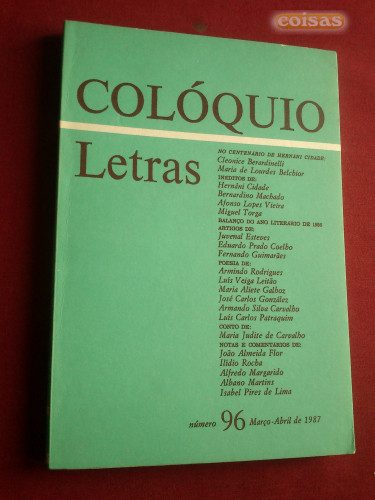 coisas
COLÓQUIO
Letras
NO CENTENÁRIO DE HERNÂNI CIDADE:
Cleonice Berardinelli
Maria de Lourdes Belchior
INÉDITOS DE:
Hernâni Cidade
Bernardino Machado
Afonso Lopes Vieira
Miguel Torga
BALANÇO DO ANO LITERÁRIO DE 1986
ARTIGOS DE:
Juvenal Esteves
Eduardo Prado Coelho
Fernando Guimarães
POESIA DE:
Armindo Rodrigues
Luís Veiga Leitão
Maria Aliete Galhoz
José Carlos González
Armando Silva Carvalho
Luís Carlos Patraquim
CONTO DE:
Maria Judite de Carvalho
NOTAS E COMENTÁRIOS DE:
João Almeida Flor
Ilídio Rocha
Alfredo Margarido
Albano Martins
Isabel Pires de Lima
número 96 Março-Abril de 1987